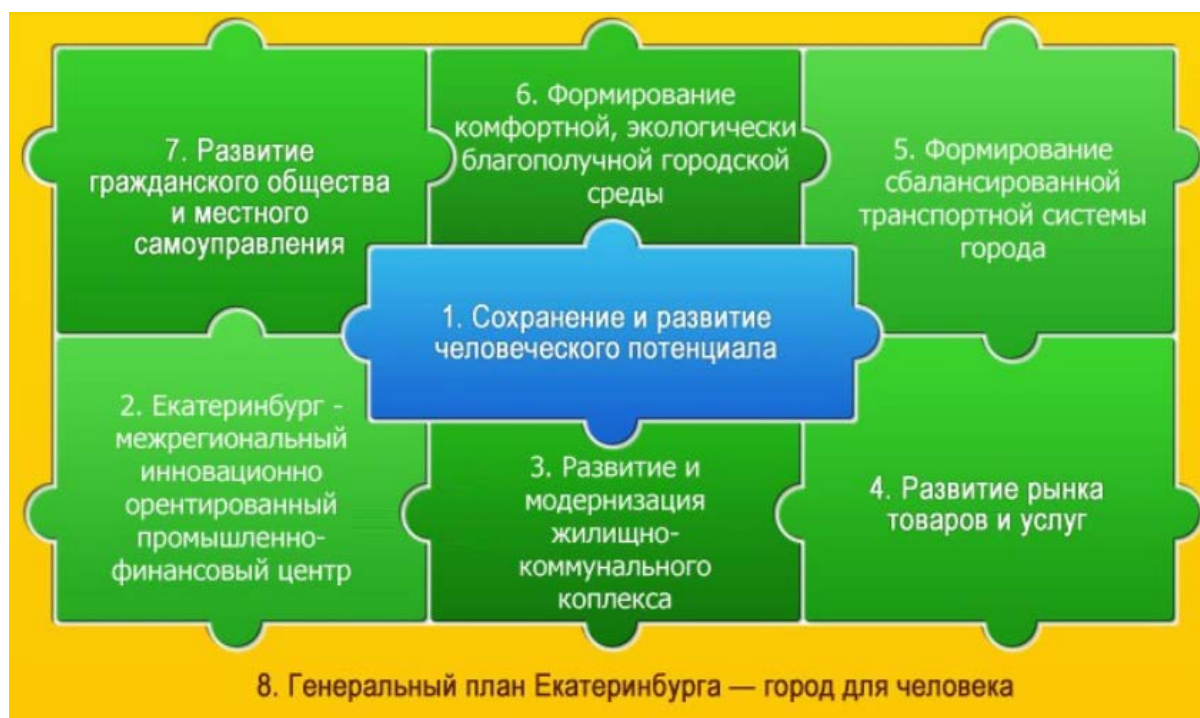 7. Развитие
гражданского общества
и местного
самоуправления
6. Формирование
комфортной, экологически
благополучной городской
среды
5. Формирование
сбалансированной
транспортной системы
города
1. Сохранение и развитие
человеческого потенциала
2. Екатеринбург -
межрегиональный
инновационно
орентированный
промышленно-
финансовый центр
3. Развитие и
модернизация
жилищно-
коммунального
коплекса
4. Развитие рынка
товаров и услуг
8. Генеральный план Екатеринбурга — город для человека